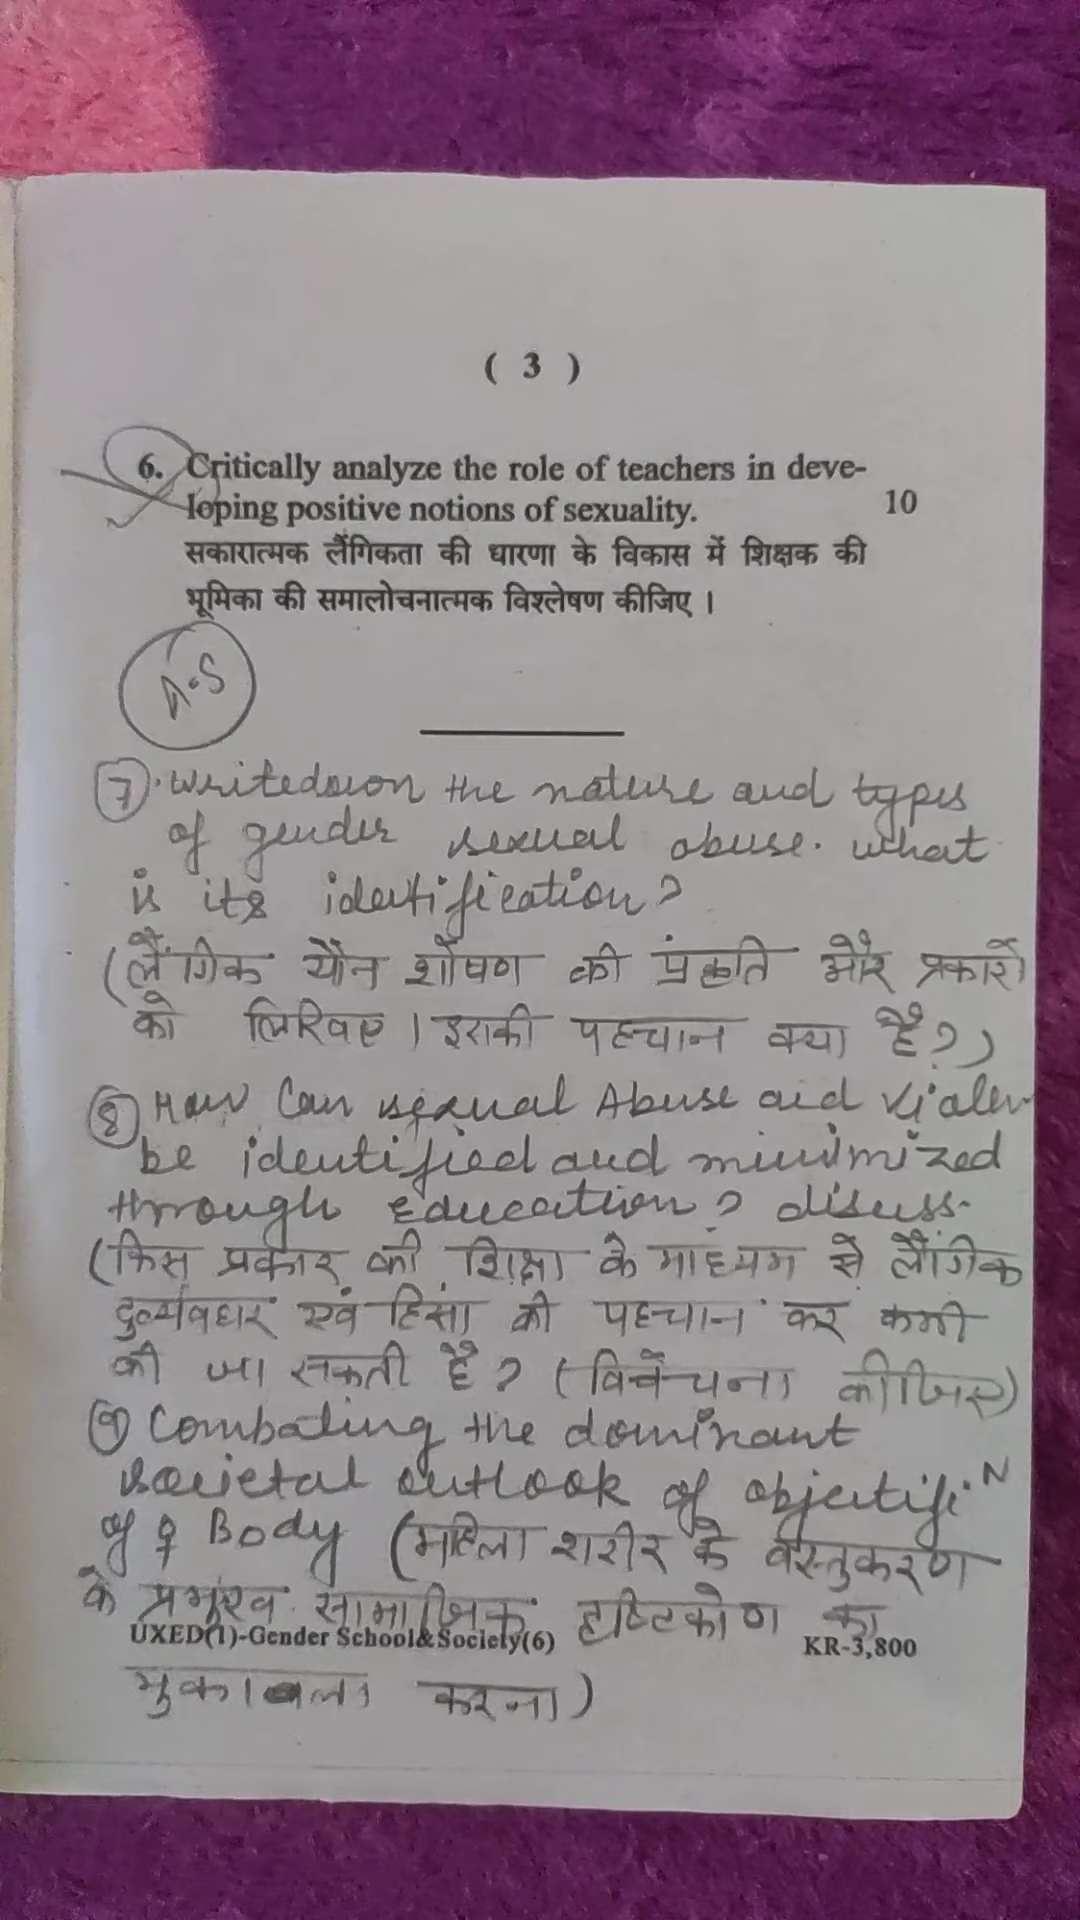 ( 3 )
6. Critically analyze the role of teachers in deve-
loping positive notions of sexuality. 10
सकारात्मक लैंगिकता की धारणा के विकास में शिक्षक की
भूमिका की समालोचनात्मक विश्लेषण कीजिए ।
(7). writedown the nature and types
of gender sexual abuse. what
is its identification?
(लैंगिक यौन शोषण की प्रकृति और प्रकारों
को लिखिए । इसकी पहचान क्या है?)
(8) How Can sexual Abuse and Violen
be identified and minimized
through Education? discuss.
(किस प्रकार की शिक्षा के माध्यम से लैंगिक
दुर्व्यवहार एवं हिंसा की पहचान कर कमी
की जा सकती है? (विवेचना कीजिए)
(9) Combating the dominant
societal outlook of objectifi N
of ♀ Body (महिला शरीर के वस्तुकरण
के प्रमुख सामाजिक दृष्टिकोण का
UXED(1)-Gender School&Society(6) KR-3,800
मुकाबला करना)